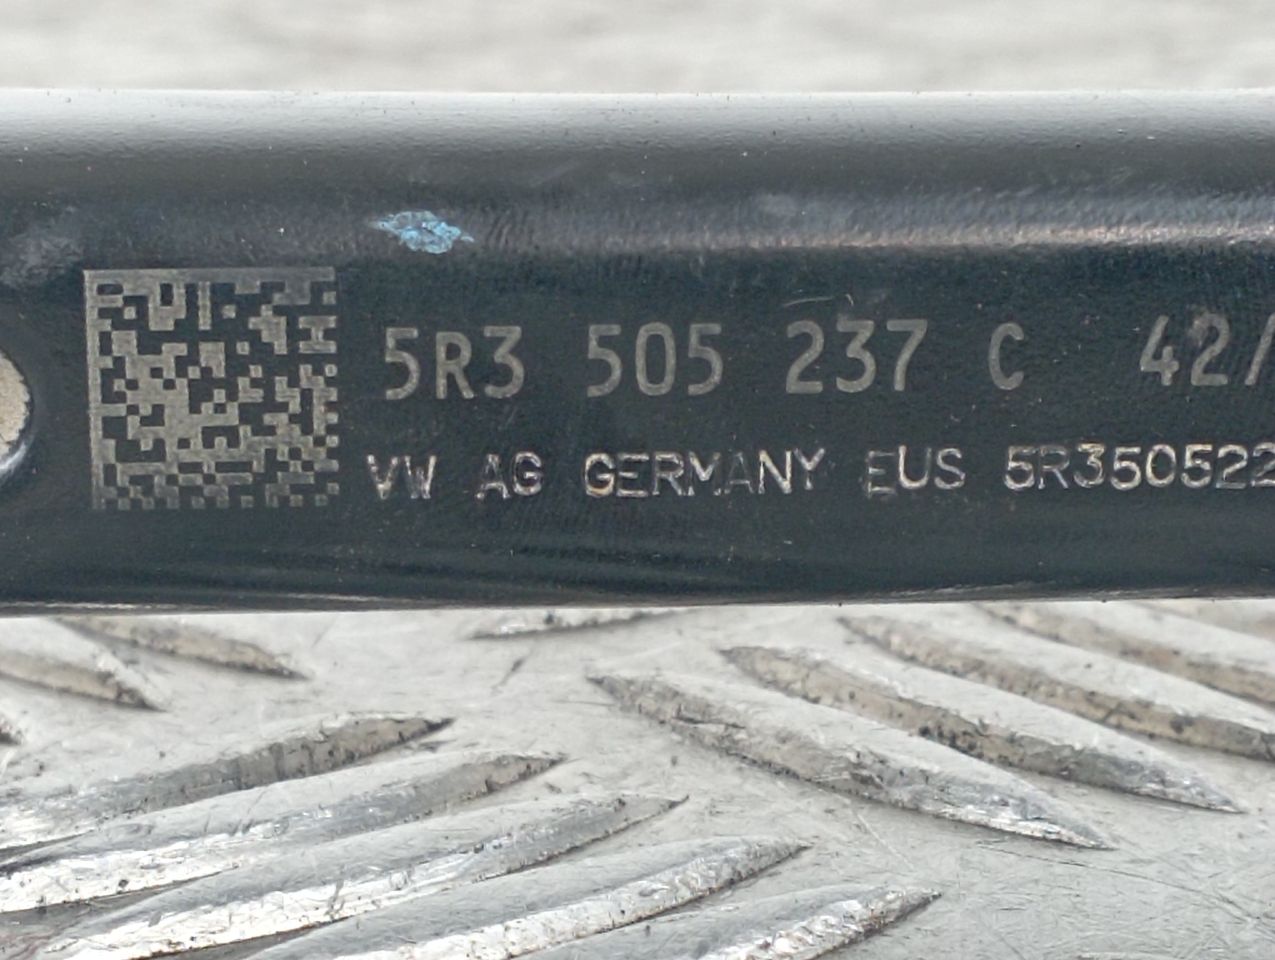 5R3 505 237 C 42/
VW AG GERMANY EUS 5R350522